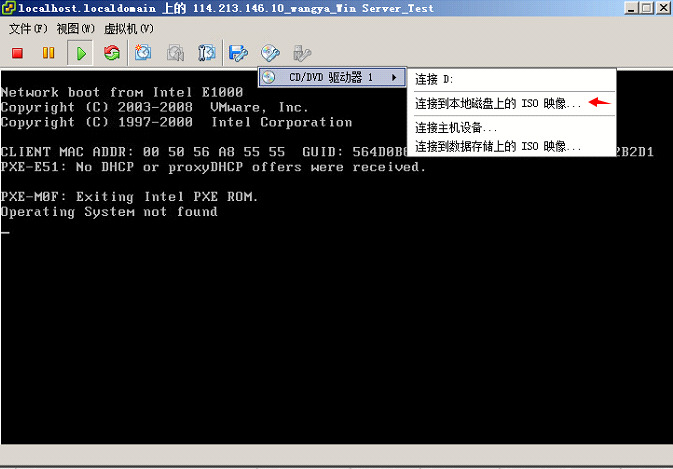 localhost.localdomain 上的 114.213.146.10_wangya_Win Server_Test
文件(F) 视图(W) 虚拟机(V)
CD/DVD 驱动器 1
连接 D:
连接到本地磁盘上的 ISO 映像...
连接主机设备...
连接到数据存储上的 ISO 映像...
Network boot from Intel E1000
Copyright (C) 2003-2008 VMware, Inc.
Copyright (C) 1997-2000 Intel Corporation
CLIENT MAC ADDR: 00 50 56 A8 55 55 GUID: 2B2D1
PXE-E51: No DHCP or proxyDHCP offers were received.
PXE-M0F: Exiting Intel PXE ROM.
Operating System not found